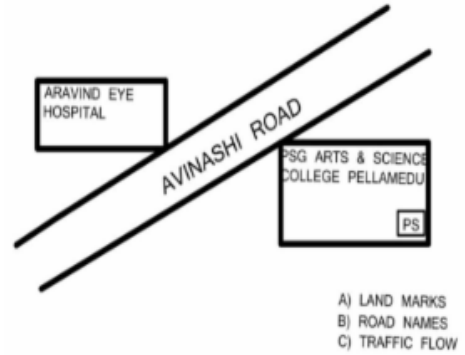 ARAVIND EYE
HOSPITAL
AVINASHI ROAD
PSG ARTS & SCIENCE
COLLEGE PELLAMEDU
PS
A) LAND MARKS
B) ROAD NAMES
C) TRAFFIC FLOW